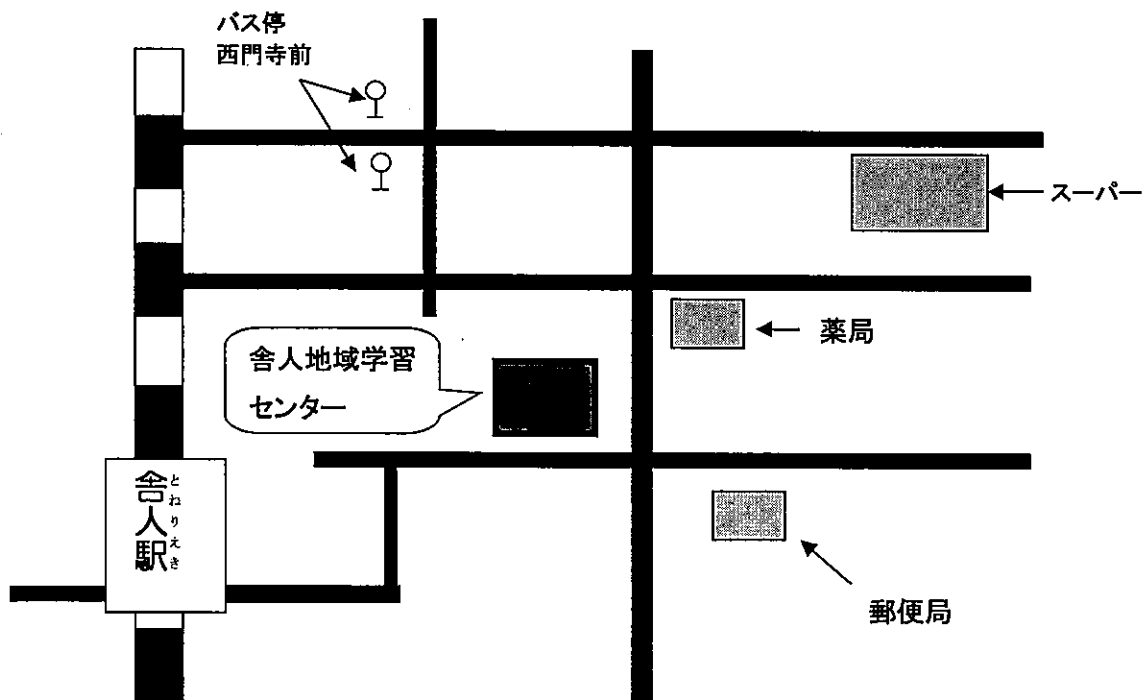 バス停
西門寺前
スーパー
薬局
舎人地域学習
センター
舎人駅
とねりえき
郵便局